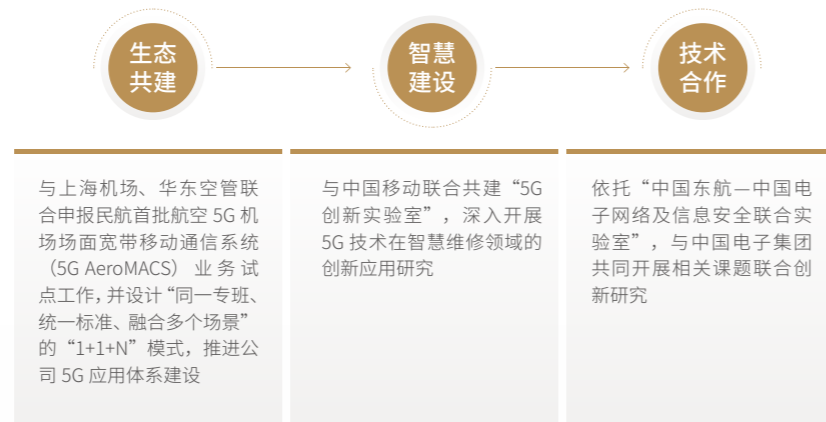 生态
共建
智慧
建设
技术
合作
与上海机场、华东空管联
合申报民航首批航空 5G 机
场场面宽带移动通信系统
（5G AeroMACS）业务试
点工作，并设计“同一专班、
统一标准、融合多个场景”
的“1+1+N”模式，推进公
司 5G 应用体系建设
与中国移动联合共建“5G
创新实验室”，深入开展
5G 技术在智慧维修领域的
创新应用研究
依托“中国东航—中国电
子网络及信息安全联合实
验室”，与中国电子集团
共同开展相关课题联合创
新研究